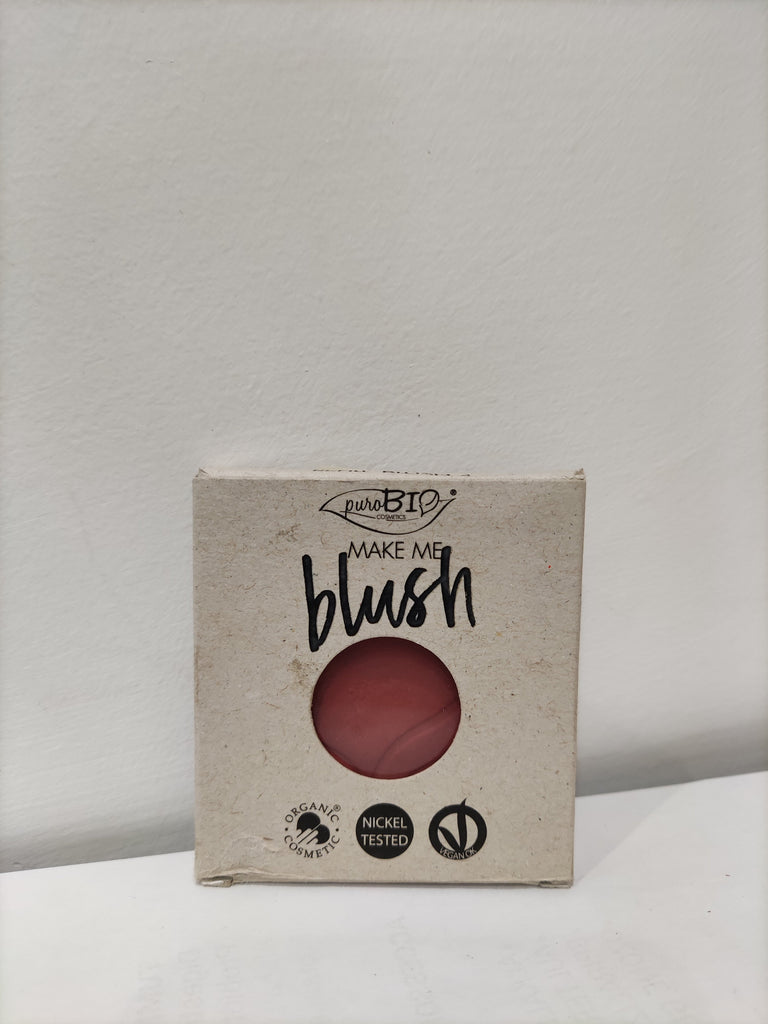 puroBIO®
COSMETICS
MAKE ME
blush
ORGANIC®
COSMETIC
NICKEL
TESTED
VEGAN OK